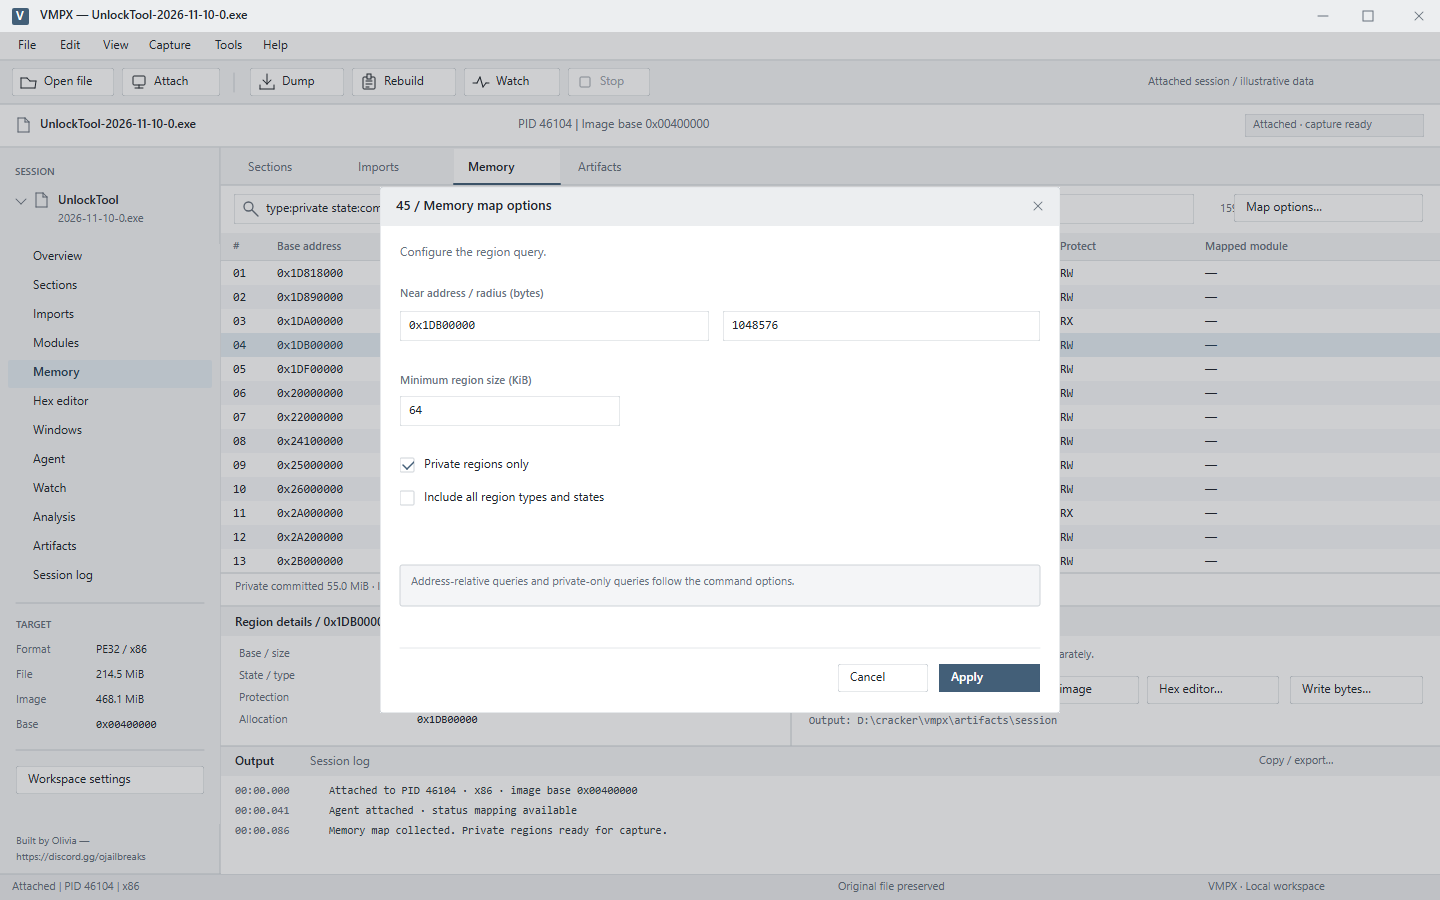 V VMPX — UnlockTool-2026-11-10-0.exe
File Edit View Capture Tools Help
Open file Attach Dump Rebuild Watch Stop Attached session / illustrative data
UnlockTool-2026-11-10-0.exe PID 46104 | Image base 0x00400000 Attached · capture ready
SESSION
UnlockTool
2026-11-10-0.exe
Overview
Sections
Imports
Modules
Memory
Hex editor
Windows
Agent
Watch
Analysis
Artifacts
Session log
TARGET
Format PE32 / x86
File 214.5 MiB
Image 468.1 MiB
Base 0x00400000
Workspace settings
Built by Olivia —
https://discord.gg/ojailbreaks
Sections Imports Memory Artifacts
type:private state:com 159 Map options...
# Base address Protect Mapped module
01 0x1D818000 RW —
02 0x1D890000 RW —
03 0x1DA00000 RX —
04 0x1DB00000 RW —
05 0x1DF00000 RW —
06 0x20000000 RW —
07 0x22000000 RW —
08 0x24100000 RW —
09 0x25000000 RW —
10 0x26000000 RW —
11 0x2A000000 RX —
12 0x2A200000 RW —
13 0x2B000000 RW —
Private committed 55.0 MiB ·
45 / Memory map options
Configure the region query.
Near address / radius (bytes)
0x1DB00000 1048576
Minimum region size (KiB)
64
Private regions only
Include all region types and states
Address-relative queries and private-only queries follow the command options.
Cancel Apply
Region details / 0x1DB0000
Base / size
State / type
Protection
Allocation 0x1DB00000
arately.
image Hex editor... Write bytes...
Output: D:\cracker\vmpx\artifacts\session
Output Session log Copy / export...
00:00.000 Attached to PID 46104 · x86 · image base 0x00400000
00:00.041 Agent attached · status mapping available
00:00.086 Memory map collected. Private regions ready for capture.
Attached | PID 46104 | x86 Original file preserved VMPX · Local workspace